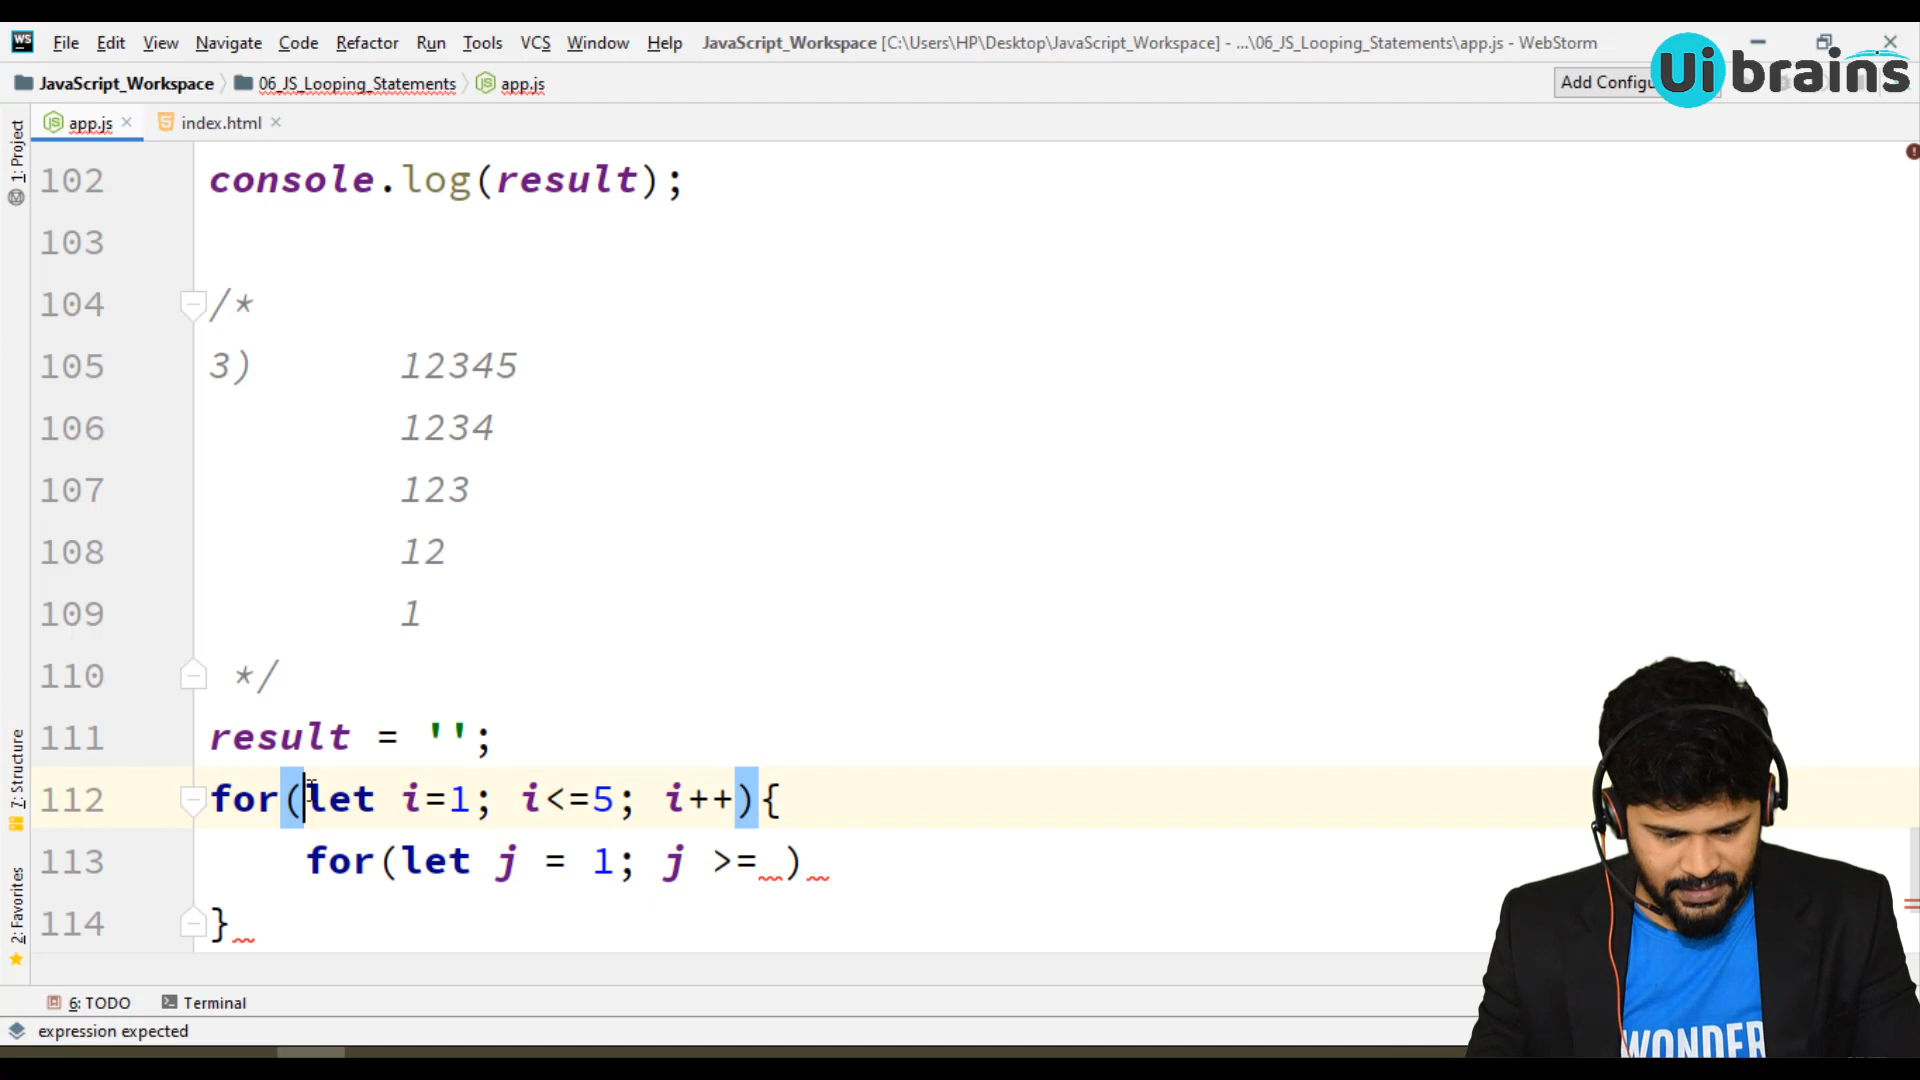 WS File Edit View Navigate Code Refactor Run Tools VCS Window Help JavaScript_Workspace [C:\Users\HP\Desktop\JavaScript_Workspace] - ...\06_JS_Looping_Statements\app.js - WebStorm
JavaScript_Workspace 06_JS_Looping_Statements app.js Add Configu
Ui brains
app.js index.html
1: Project
7: Structure
2: Favorites
102 console.log(result);
103
104 /*
105 3) 12345
106 1234
107 123
108 12
109 1
110 */
111 result = '';
112 for(let i=1; i<=5; i++){
113 for(let j = 1; j >= )
114 }
6: TODO Terminal
expression expected
WONDER